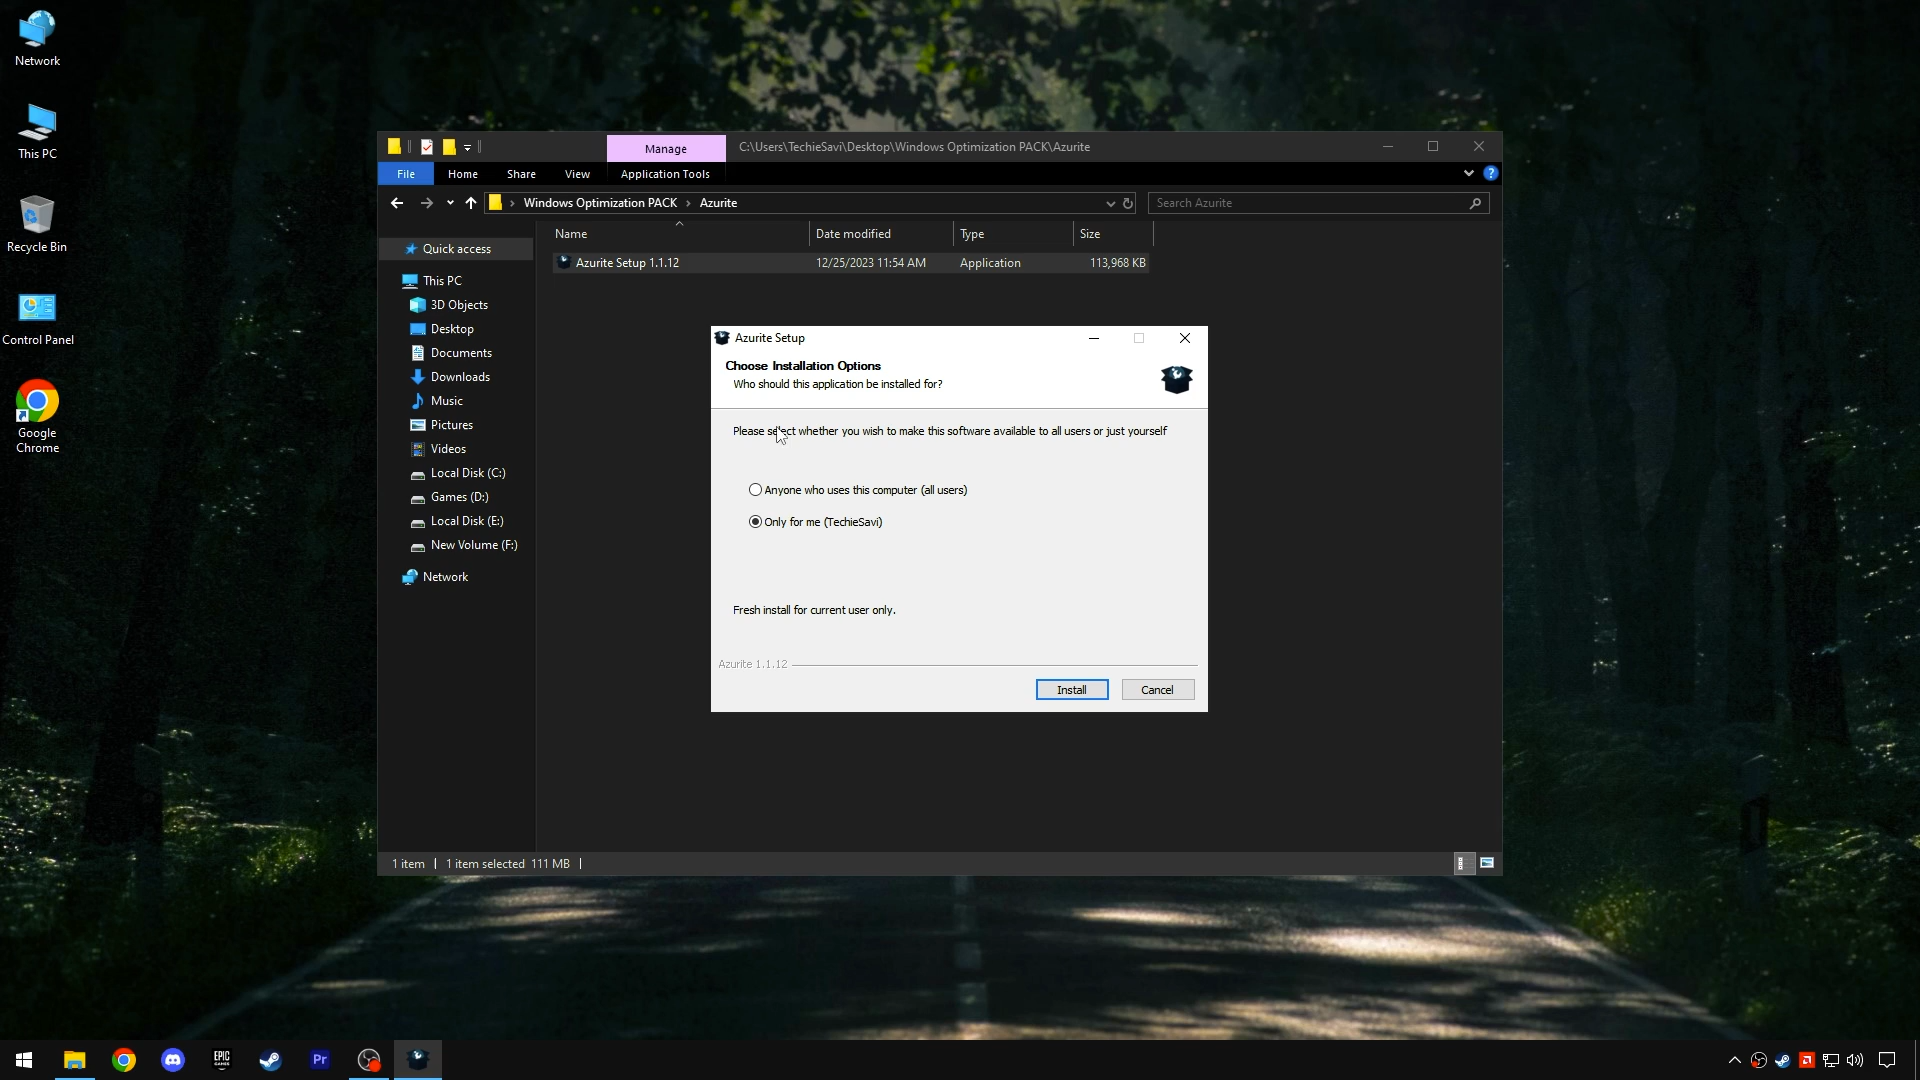 Network
This PC
Recycle Bin
Control Panel
Google
Chrome
Manage
C:\Users\TechieSavi\Desktop\Windows Optimization PACK\Azurite
File
Home
Share
View
Application Tools
?
Windows Optimization PACK > Azurite
Search Azurite
Name
Date modified
Type
Size
Azurite Setup 1.1.12
12/25/2023 11:54 AM
Application
113,968 KB
Quick access
This PC
3D Objects
Desktop
Documents
Downloads
Music
Pictures
Videos
Local Disk (C:)
Games (D:)
Local Disk (E:)
New Volume (F:)
Network
Azurite Setup
Choose Installation Options
Who should this application be installed for?
Please select whether you wish to make this software available to all users or just yourself
Anyone who uses this computer (all users)
Only for me (TechieSavi)
Fresh install for current user only.
Azurite 1.1.12
Install
Cancel
1 item
1 item selected 111 MB
EPIC
GAMES
Pr